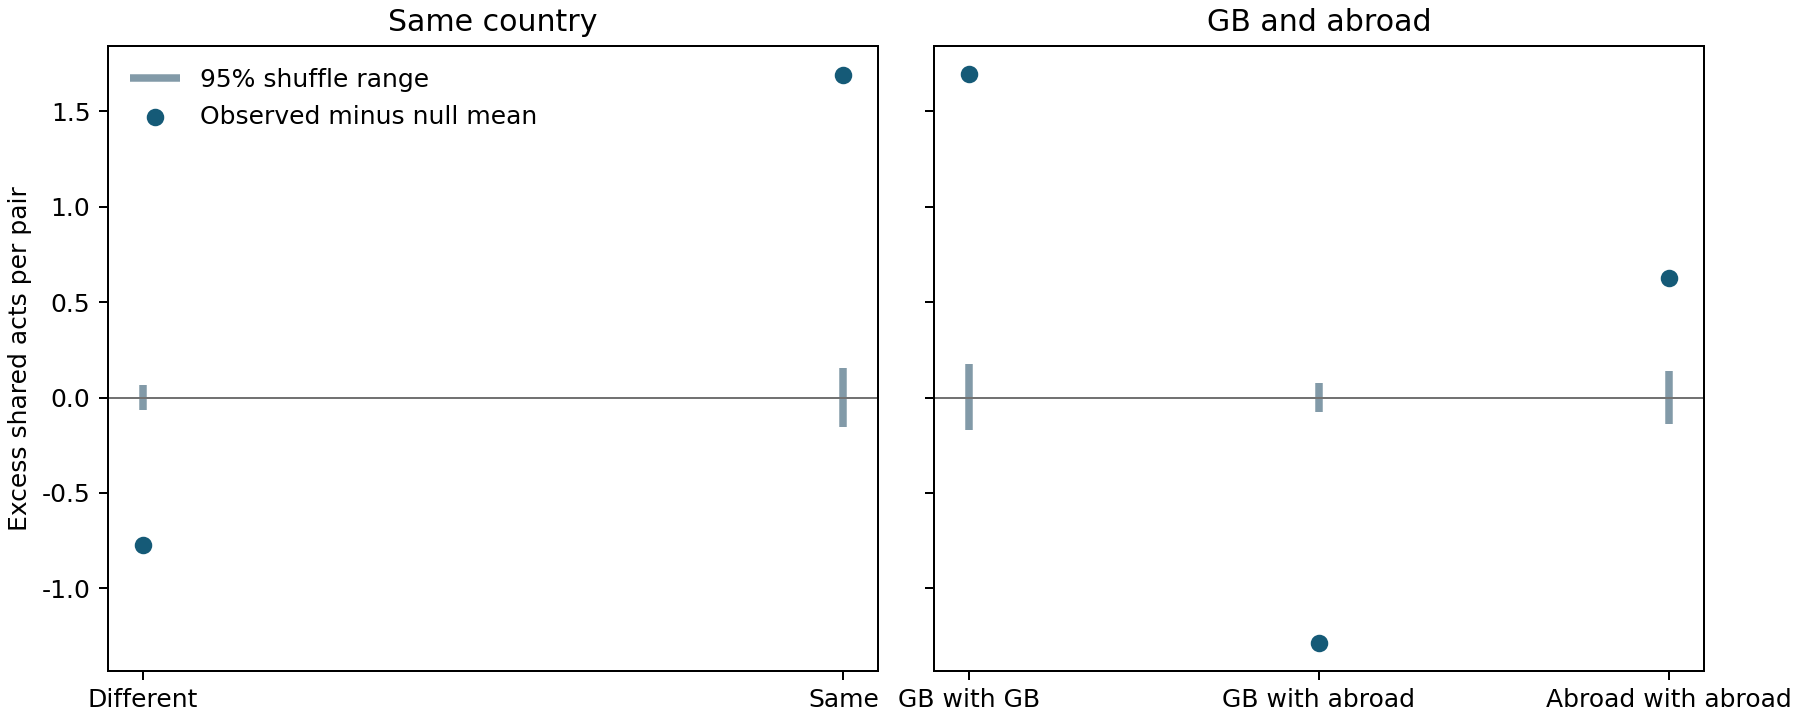 Same country
GB and abroad
95% shuffle range
Observed minus null mean
Excess shared acts per pair
1.5
1.0
0.5
0.0
-0.5
-1.0
Different
Same
GB with GB
GB with abroad
Abroad with abroad